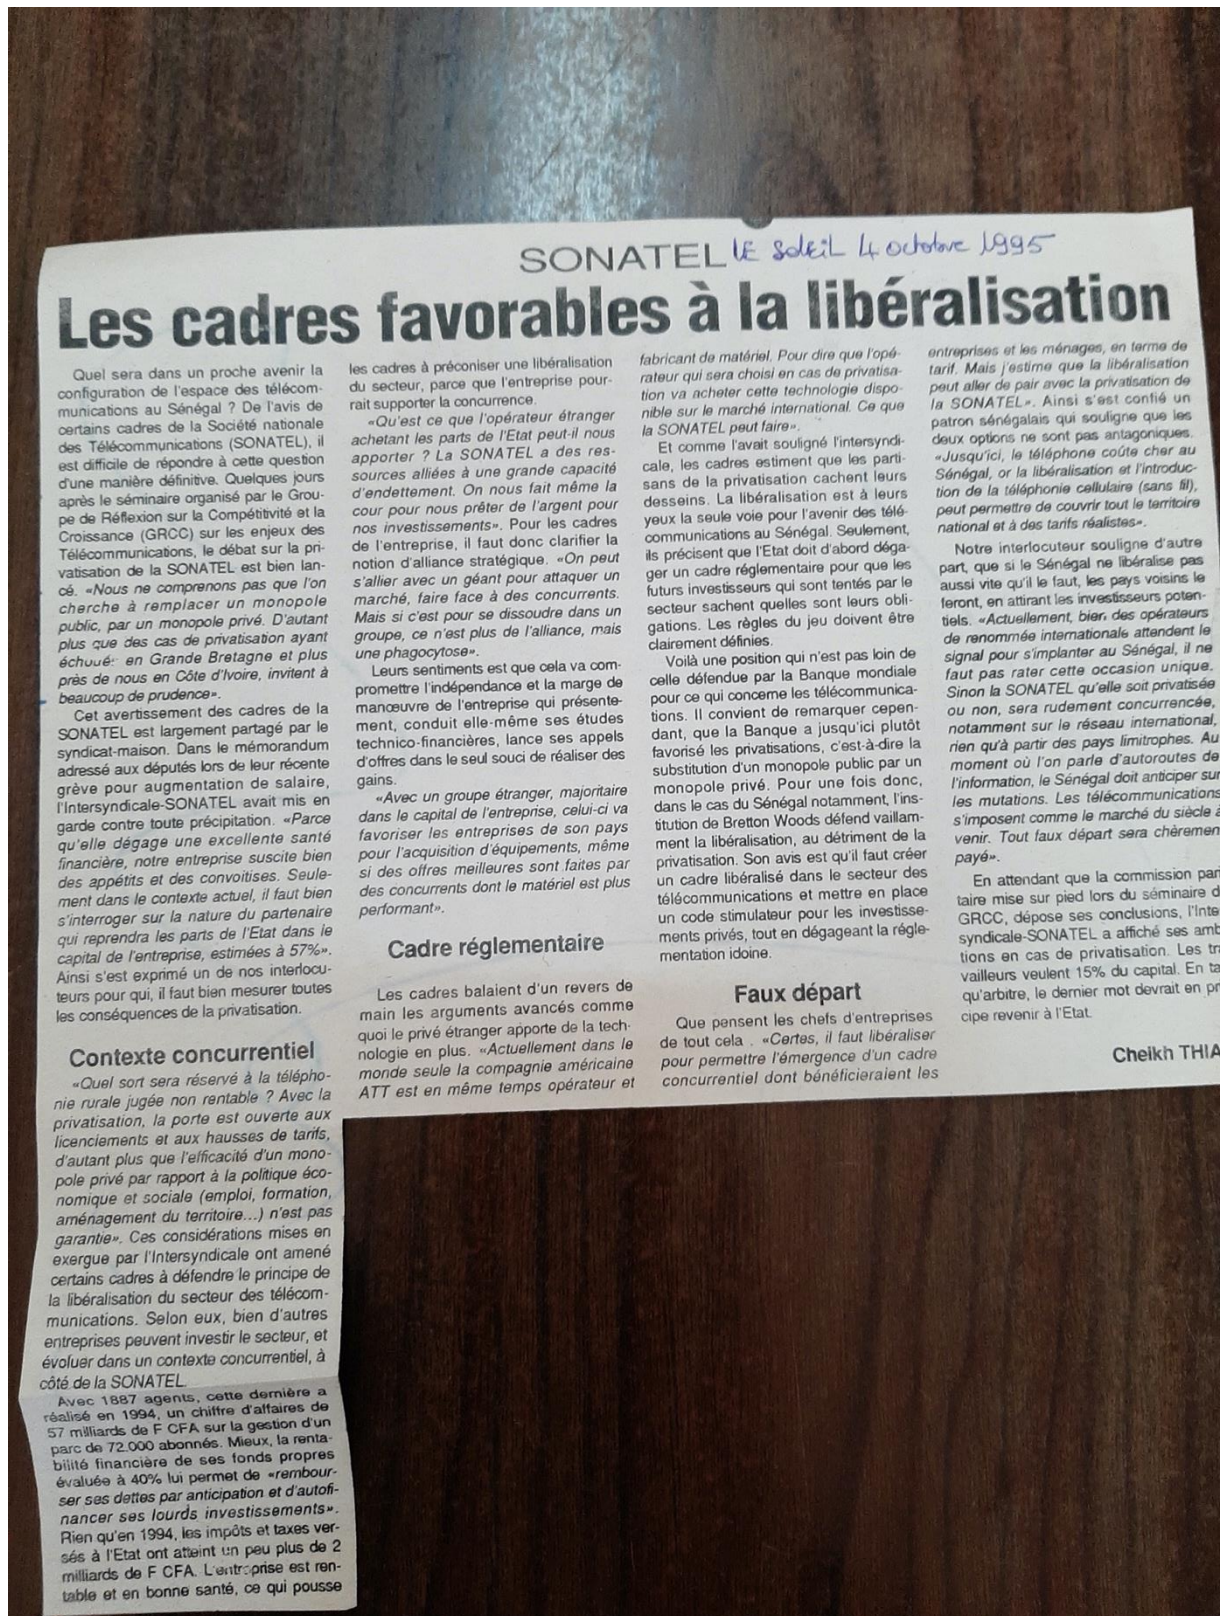 SONATEL LE Soleil 4 octobre 1995
Les cadres favorables à la libéralisation
Quel sera dans un proche avenir la
configuration de l'espace des télécom-
munications au Sénégal ? De l'avis de
certains cadres de la Société nationale
des Télécommunications (SONATEL), il
est difficile de répondre à cette question
d'une manière définitive. Quelques jours
après le séminaire organisé par le Grou-
pe de Réflexion sur la Compétitivité et la
Croissance (GRCC) sur les enjeux des
Télécommunications, le débat sur la pri-
vatisation de la SONATEL est bien lan-
cé. «Nous ne comprenons pas que l'on
cherche à remplacer un monopole
public, par un monopole privé. D'autant
plus que des cas de privatisation ayant
échoué: en Grande Bretagne et plus
près de nous en Côte d'Ivoire, invitent à
beaucoup de prudence».
Cet avertissement des cadres de la
SONATEL est largement partagé par le
syndicat-maison. Dans le mémorandum
adressé aux députés lors de leur récente
grève pour augmentation de salaire,
l'Intersyndicale-SONATEL avait mis en
garde contre toute précipitation. «Parce
qu'elle dégage une excellente santé
financière, notre entreprise suscite bien
des appétits et des convoitises. Seule-
ment dans le contexte actuel, il faut bien
s'interroger sur la nature du partenaire
qui reprendra les parts de l'Etat dans le
capital de l'entreprise, estimées à 57%».
Ainsi s'est exprimé un de nos interlocu-
teurs pour qui, il faut bien mesurer toutes
les conséquences de la privatisation.
Contexte concurrentiel
«Quel sort sera réservé à la télépho-
nie rurale jugée non rentable ? Avec la
privatisation, la porte est ouverte aux
licenciements et aux hausses de tarifs,
d'autant plus que l'efficacité d'un mono-
pole privé par rapport à la politique éco-
nomique et sociale (emploi, formation,
aménagement du territoire...) n'est pas
garantie». Ces considérations mises en
exergue par l'Intersyndicale ont amené
certains cadres à défendre le principe de
la libéralisation du secteur des télécom-
munications. Selon eux, bien d'autres
entreprises peuvent investir le secteur, et
évoluer dans un contexte concurrentiel, à
côté de la SONATEL.
Avec 1887 agents, cette dernière a
réalisé en 1994, un chiffre d'affaires de
57 milliards de F CFA sur la gestion d'un
parc de 72.000 abonnés. Mieux, la renta-
bilité financière de ses fonds propres
évaluée à 40% lui permet de «rembour-
ser ses dettes par anticipation et d'autofi-
nancer ses lourds investissements».
Rien qu'en 1994, les impôts et taxes ver-
sés à l'Etat ont atteint un peu plus de 2
milliards de F CFA. L'entreprise est ren-
table et en bonne santé, ce qui pousse
les cadres à préconiser une libéralisation
du secteur, parce que l'entreprise pour-
rait supporter la concurrence.
«Qu'est ce que l'opérateur étranger
achetant les parts de l'Etat peut-il nous
apporter ? La SONATEL a des res-
sources alliées à une grande capacité
d'endettement. On nous fait même la
cour pour nous prêter de l'argent pour
nos investissements». Pour les cadres
de l'entreprise, il faut donc clarifier la
notion d'alliance stratégique. «On peut
s'allier avec un géant pour attaquer un
marché, faire face à des concurrents.
Mais si c'est pour se dissoudre dans un
groupe, ce n'est plus de l'alliance, mais
une phagocytose».
Leurs sentiments est que cela va com-
promettre l'indépendance et la marge de
manœuvre de l'entreprise qui présente-
ment, conduit elle-même ses études
technico-financières, lance ses appels
d'offres dans le seul souci de réaliser des
gains.
«Avec un groupe étranger, majoritaire
dans le capital de l'entreprise, celui-ci va
favoriser les entreprises de son pays
pour l'acquisition d'équipements, même
si des offres meilleures sont faites par
des concurrents dont le matériel est plus
performant».
Cadre réglementaire
Les cadres balaient d'un revers de
main les arguments avancés comme
quoi le privé étranger apporte de la tech-
nologie en plus. «Actuellement dans le
monde seule la compagnie américaine
ATT est en même temps opérateur et
fabricant de matériel. Pour dire que l'opé-
rateur qui sera choisi en cas de privatisa-
tion va acheter cette technologie dispo-
nible sur le marché international. Ce que
la SONATEL peut faire».
Et comme l'avait souligné l'intersyndi-
cale, les cadres estiment que les parti-
sans de la privatisation cachent leurs
desseins. La libéralisation est à leurs
yeux la seule voie pour l'avenir des télé-
communications au Sénégal. Seulement,
ils précisent que l'Etat doit d'abord déga-
ger un cadre réglementaire pour que les
futurs investisseurs qui sont tentés par le
secteur sachent quelles sont leurs obli-
gations. Les règles du jeu doivent être
clairement définies.
Voilà une position qui n'est pas loin de
celle défendue par la Banque mondiale
pour ce qui concerne les télécommunica-
tions. Il convient de remarquer cepen-
dant, que la Banque a jusqu'ici plutôt
favorisé les privatisations, c'est-à-dire la
substitution d'un monopole public par un
monopole privé. Pour une fois donc,
dans le cas du Sénégal notamment, l'ins-
titution de Bretton Woods défend vaillam-
ment la libéralisation, au détriment de la
privatisation. Son avis est qu'il faut créer
un cadre libéralisé dans le secteur des
télécommunications et mettre en place
un code stimulateur pour les investisse-
ments privés, tout en dégageant la régle-
mentation idoine.
Faux départ
Que pensent les chefs d'entreprises
de tout cela . «Certes, il faut libéraliser
pour permettre l'émergence d'un cadre
concurrentiel dont bénéficieraient les
entreprises et les ménages, en terme de
tarif. Mais j'estime que la libéralisation
peut aller de pair avec la privatisation de
la SONATEL». Ainsi s'est confié un
patron sénégalais qui souligne que les
deux options ne sont pas antagoniques.
«Jusqu'ici, le téléphone coûte cher au
Sénégal, or la libéralisation et l'introduc-
tion de la téléphonie cellulaire (sans fil),
peut permettre de couvrir tout le territoire
national et à des tarifs réalistes».
Notre interlocuteur souligne d'autre
part, que si le Sénégal ne libéralise pas
aussi vite qu'il le faut, les pays voisins le
feront, en attirant les investisseurs poten-
tiels. «Actuellement, bien des opérateurs
de renommée internationale attendent le
signal pour s'implanter au Sénégal, il ne
faut pas rater cette occasion unique.
Sinon la SONATEL qu'elle soit privatisée
ou non, sera rudement concurrencée,
notamment sur le réseau international,
rien qu'à partir des pays limitrophes. Au
moment où l'on parle d'autoroutes de
l'information, le Sénégal doit anticiper sur
les mutations. Les télécommunications
s'imposent comme le marché du siècle à
venir. Tout faux départ sera chèrement
payé».
En attendant que la commission pari
taire mise sur pied lors du séminaire d
GRCC, dépose ses conclusions, l'Inte
syndicale-SONATEL a affiché ses amb
tions en cas de privatisation. Les tra
vailleurs veulent 15% du capital. En ta
qu'arbitre, le dernier mot devrait en pr
cipe revenir à l'Etat.
Cheikh THIA